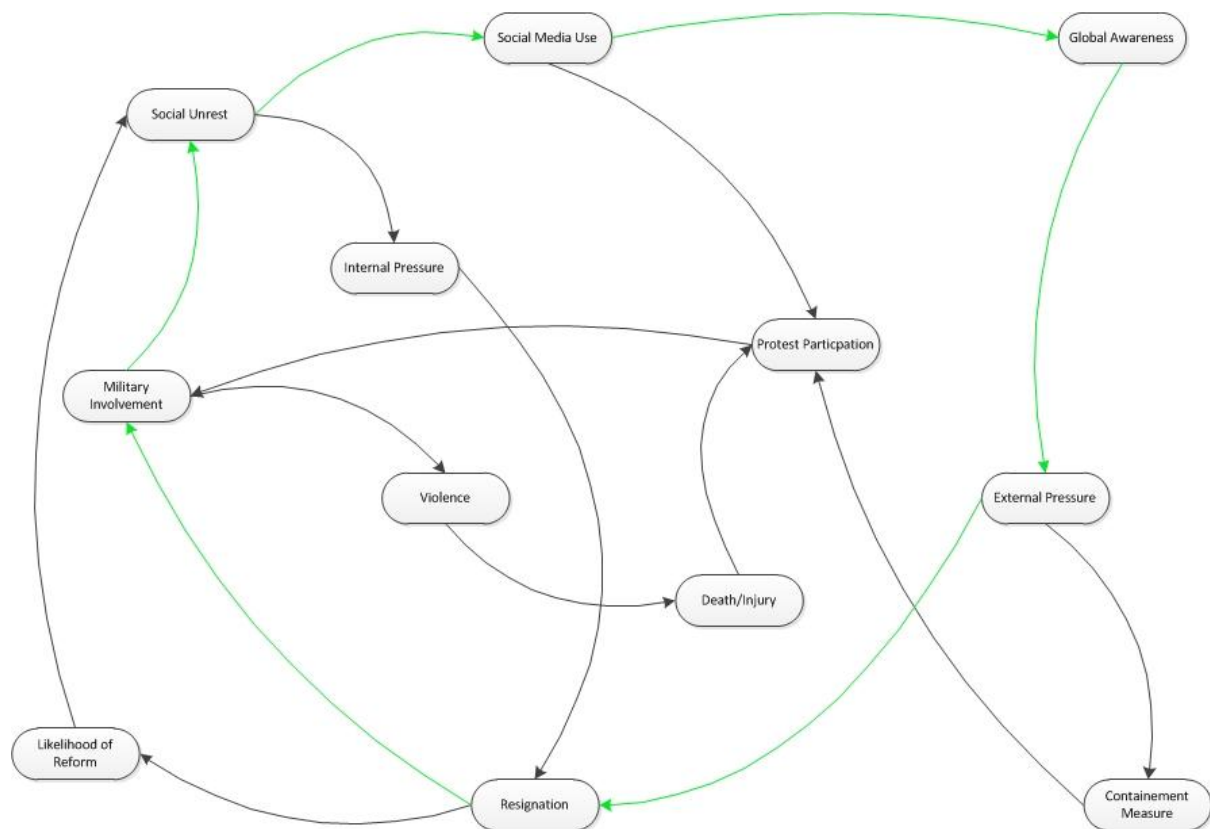 Social Media Use
Global Awareness
Social Unrest
Internal Pressure
Protest Particpation
Military
Involvement
Violence
External Pressure
Death/Injury
Likelihood of
Reform
Resignation
Containement
Measure